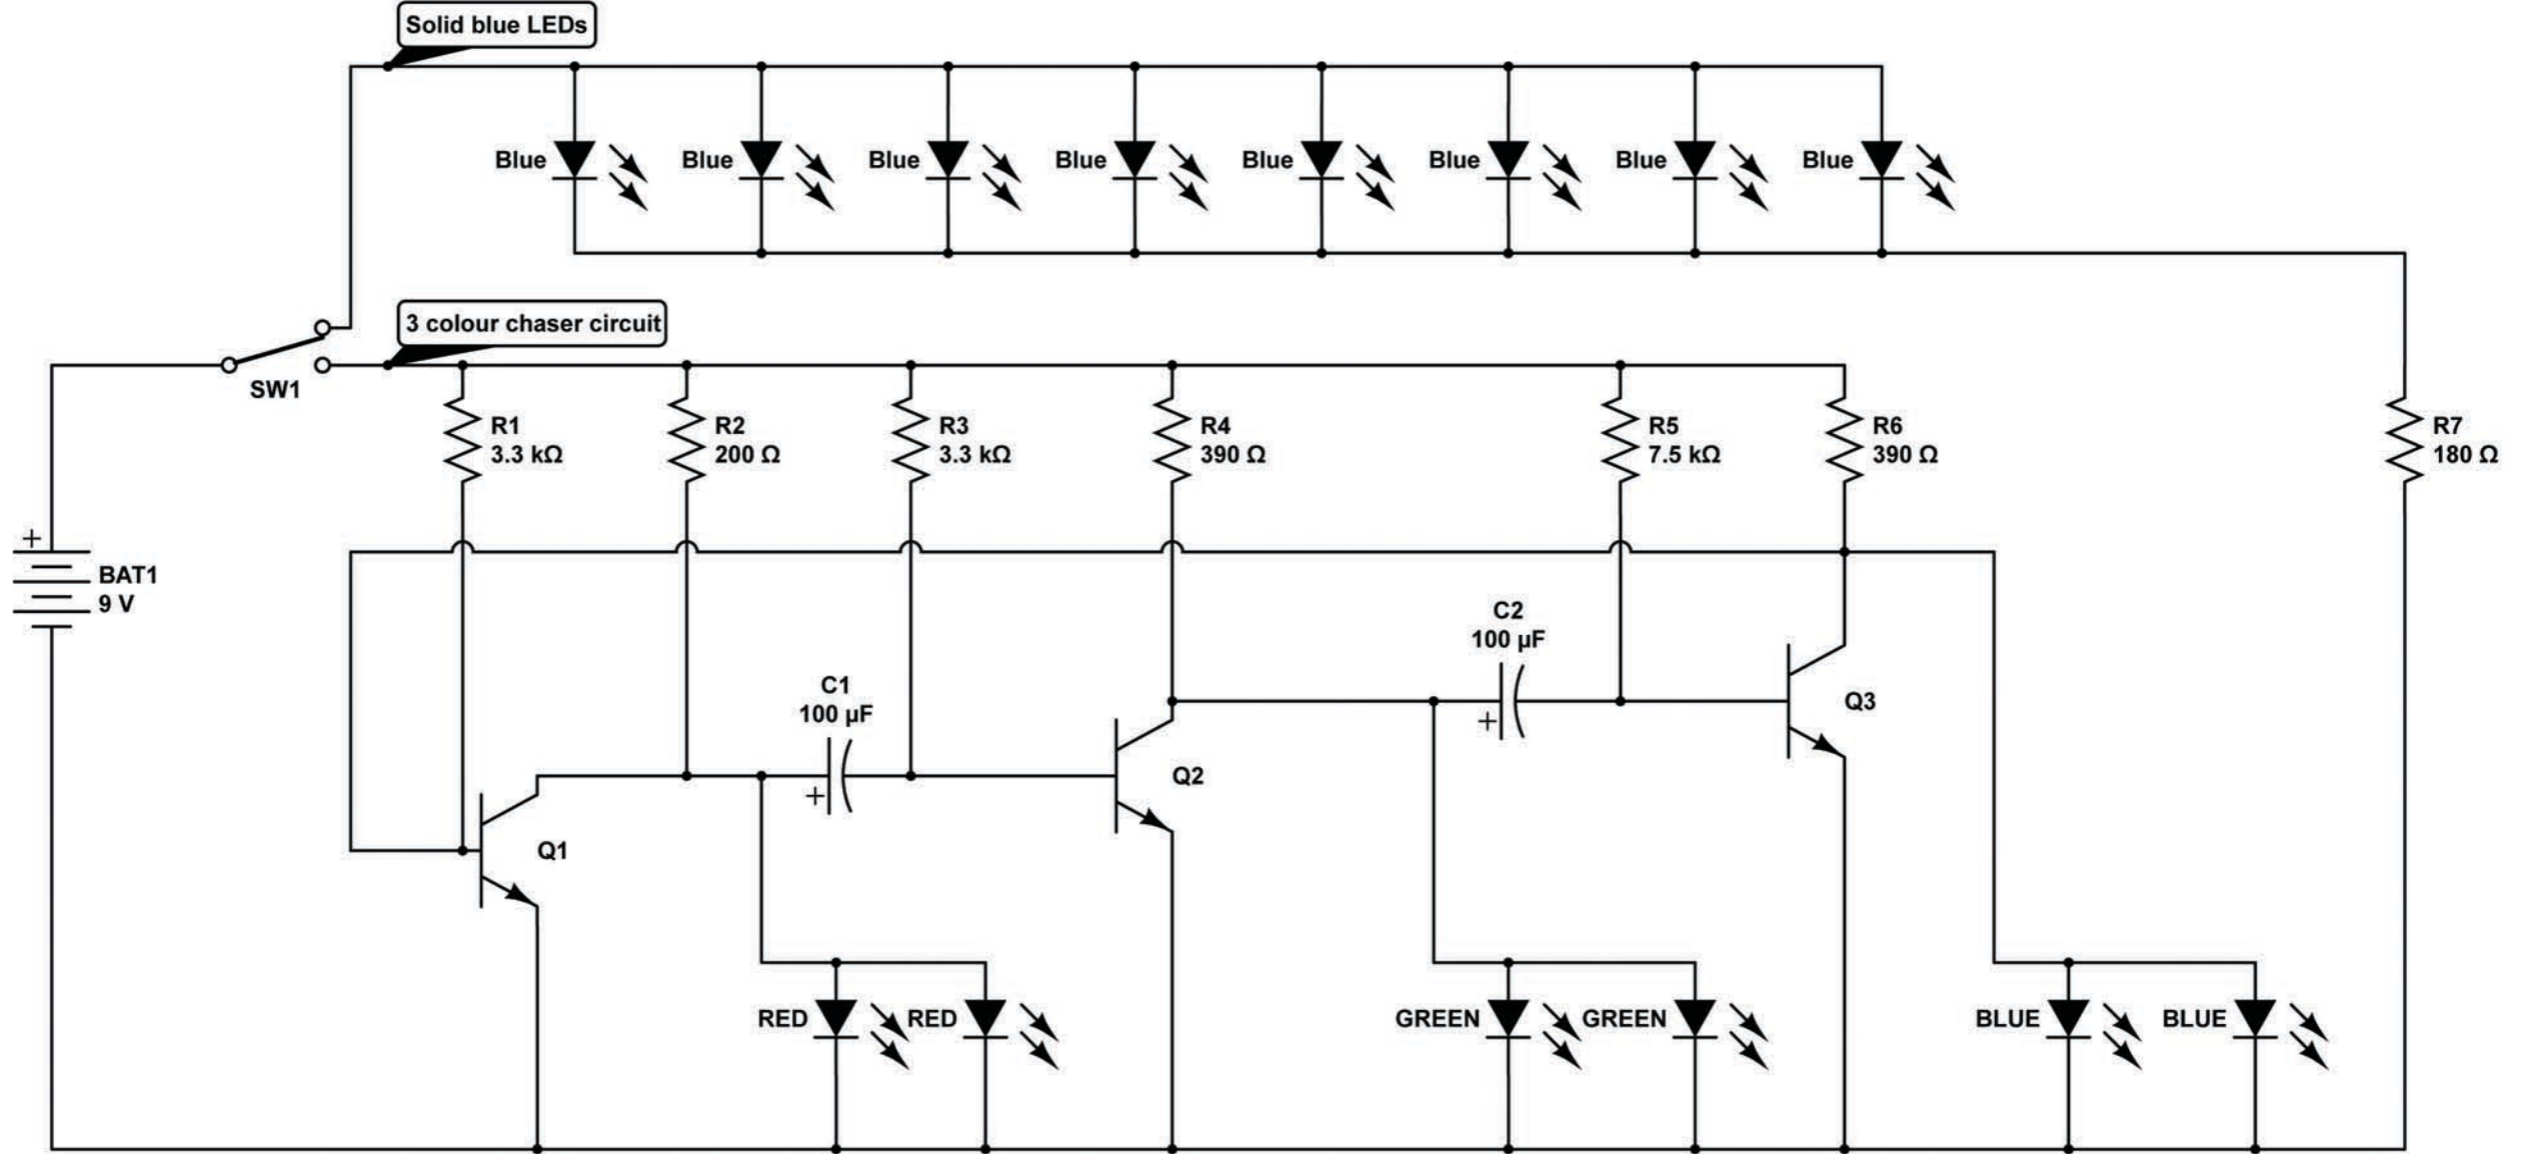 Solid blue LEDs
Blue
Blue
Blue
Blue
Blue
Blue
Blue
Blue
3 colour chaser circuit
SW1
R1
3.3 kΩ
R2
200 Ω
R3
3.3 kΩ
R4
390 Ω
R5
7.5 kΩ
R6
390 Ω
R7
180 Ω
+
BAT1
9 V
C2
100 µF
+
C1
100 µF
+
Q3
Q2
Q1
RED
RED
GREEN
GREEN
BLUE
BLUE